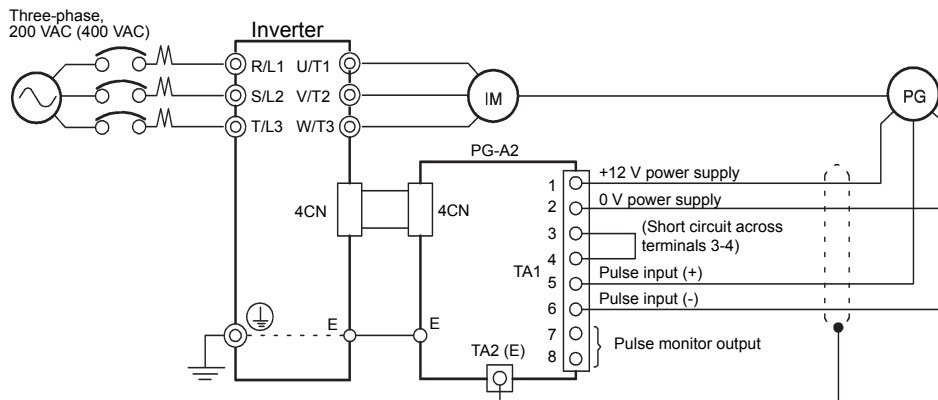 Three-phase,
200 VAC (400 VAC)
Inverter
R/L1 U/T1
S/L2 V/T2
T/L3 W/T3
IM
PG
PG-A2
4CN
4CN
1
+12 V power supply
2
0 V power supply
3
(Short circuit across
terminals 3-4)
4
TA1
5
Pulse input (+)
6
Pulse input (-)
7
8
Pulse monitor output
E
E
TA2 (E)